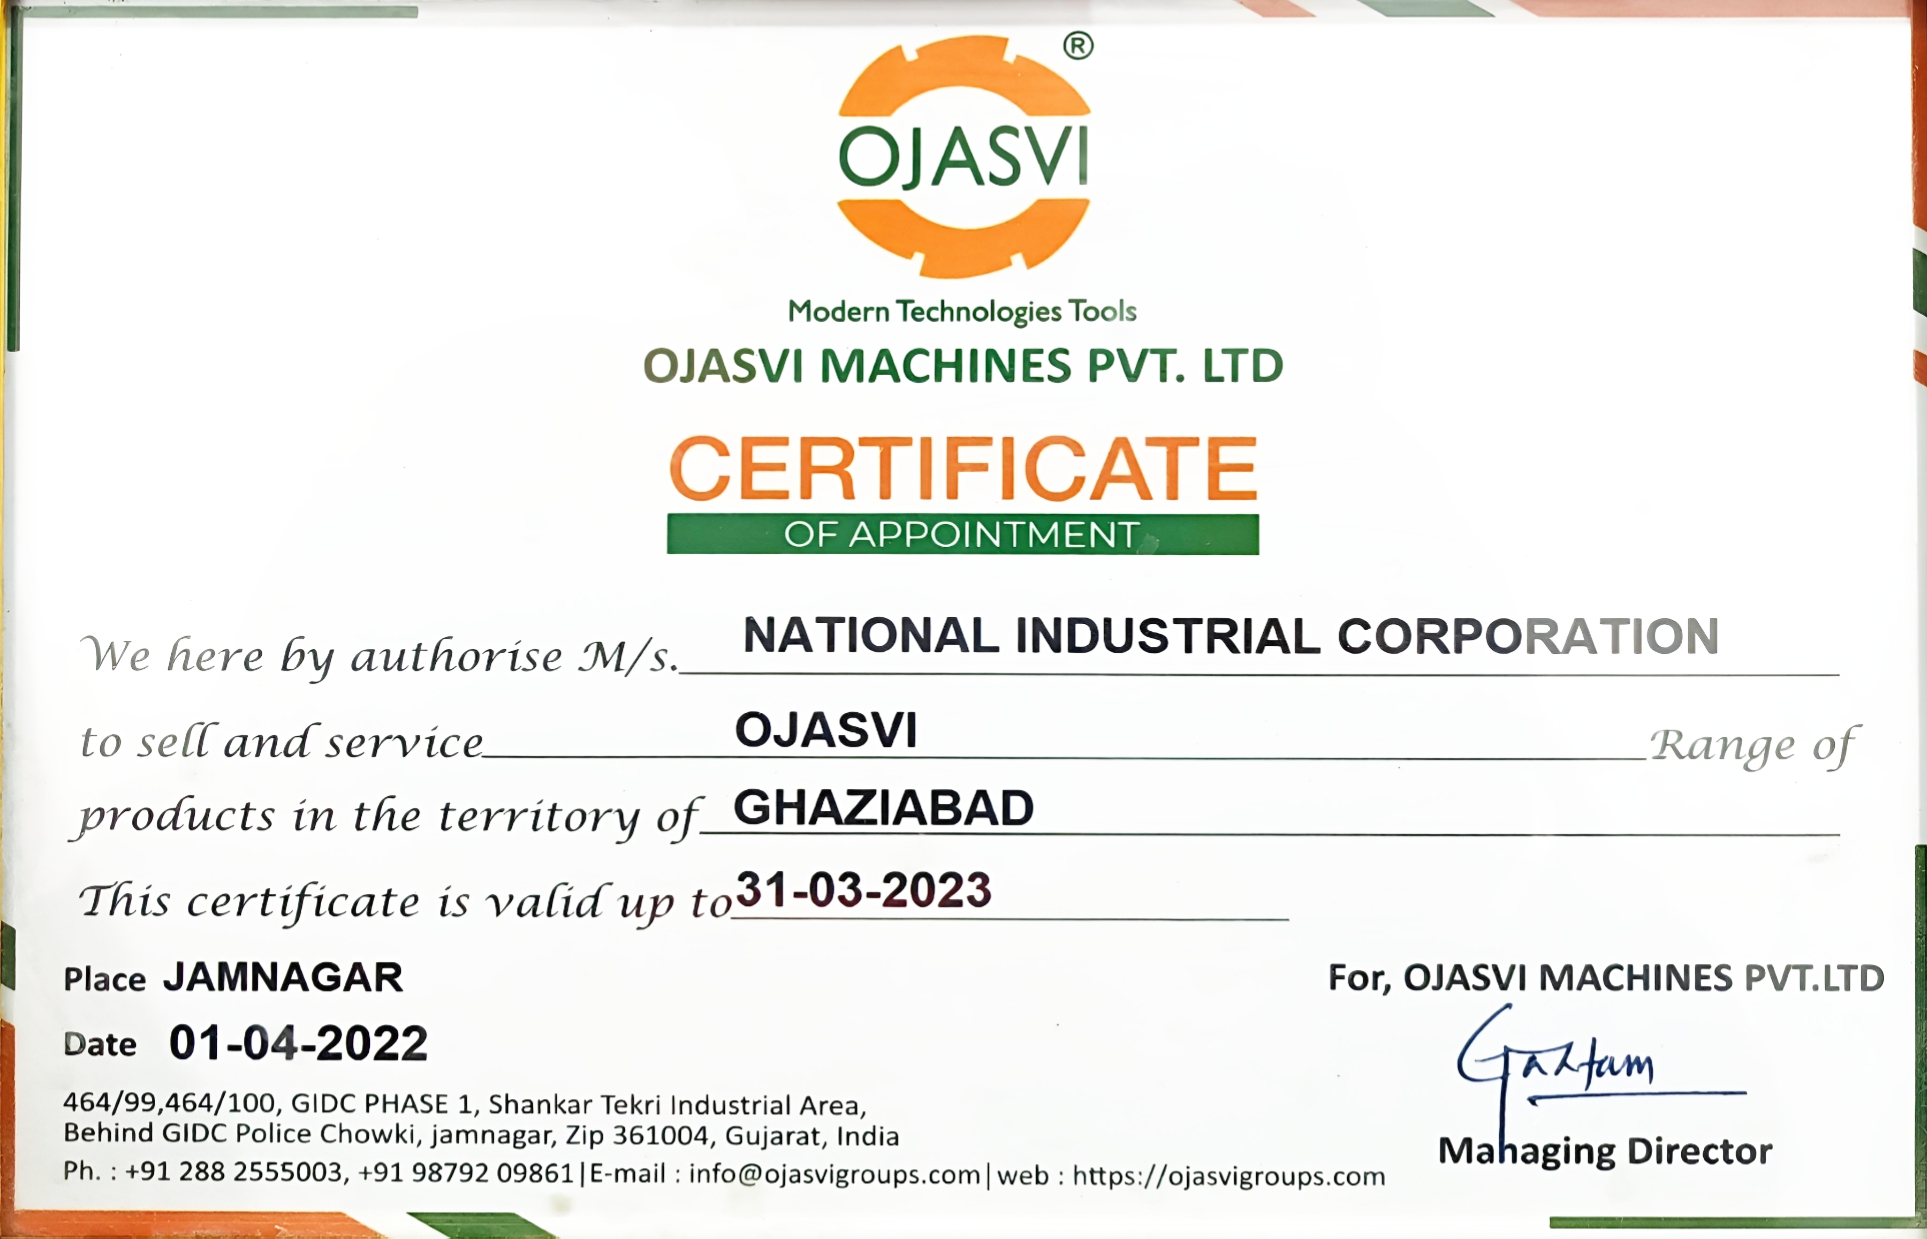 ®
OJASVI
Modern Technologies Tools
OJASVI MACHINES PVT. LTD
CERTIFICATE
OF APPOINTMENT
We here by authorise M/s. NATIONAL INDUSTRIAL CORPORATION
to sell and service OJASVI Range of
products in the territory of GHAZIABAD
This certificate is valid up to 31-03-2023
Place JAMNAGAR
Date 01-04-2022
464/99,464/100, GIDC PHASE 1, Shankar Tekri Industrial Area,
Behind GIDC Police Chowki, jamnagar, Zip 361004, Gujarat, India
Ph. : +91 288 2555003, +91 98792 09861|E-mail : info@ojasvigroups.com|web : https://ojasvigroups.com
For, OJASVI MACHINES PVT.LTD
Gautam
Managing Director